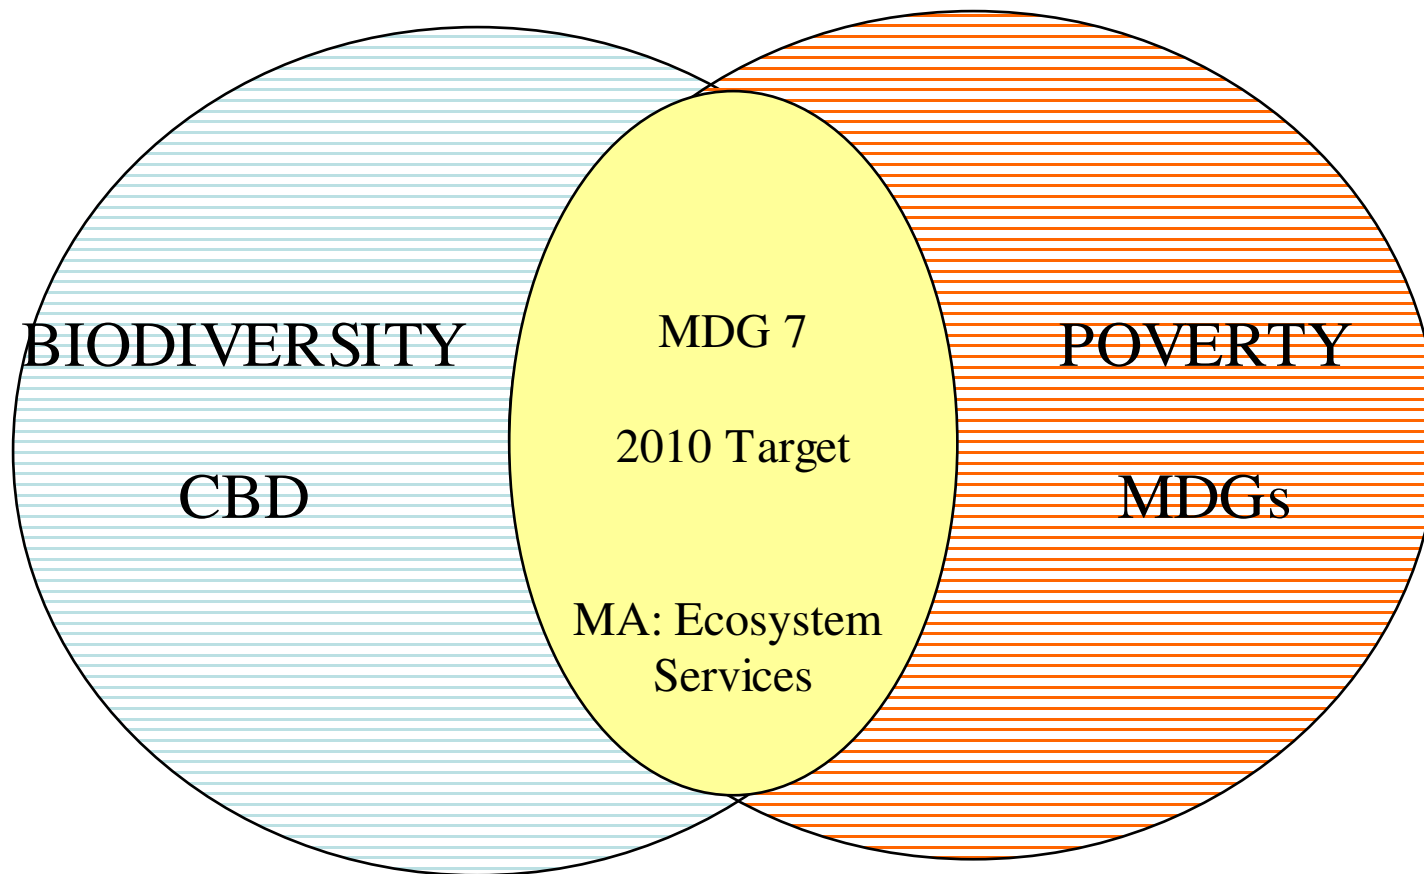 BIODIVERSITY
CBD
MDG 7
2010 Target
MA: Ecosystem
Services
POVERTY
MDGs